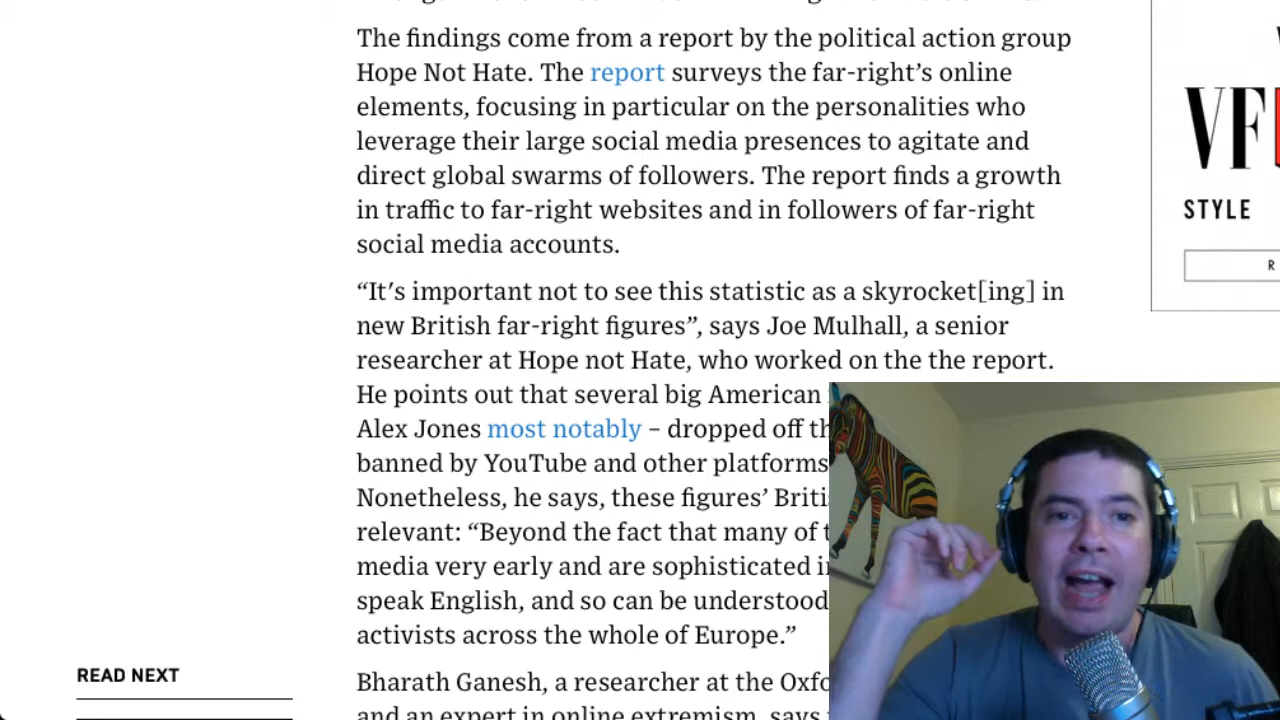 The findings come from a report by the political action group
Hope Not Hate. The report surveys the far-right’s online
elements, focusing in particular on the personalities who
leverage their large social media presences to agitate and
direct global swarms of followers. The report finds a growth
in traffic to far-right websites and in followers of far-right
social media accounts.
“It’s important not to see this statistic as a skyrocket[ing] in
new British far-right figures”, says Joe Mulhall, a senior
researcher at Hope not Hate, who worked on the the report.
He points out that several big American
Alex Jones most notably – dropped off
banned by YouTube and other platforms
Nonetheless, he says, these figures’
relevant: “Beyond the fact that many of
media very early and are sophisticated
speak English, and so can be understood
activists across the whole of Europe.”
Bharath Ganesh, a researcher at the
and an expert in online extremism, says
READ NEXT
VF
STYLE
R